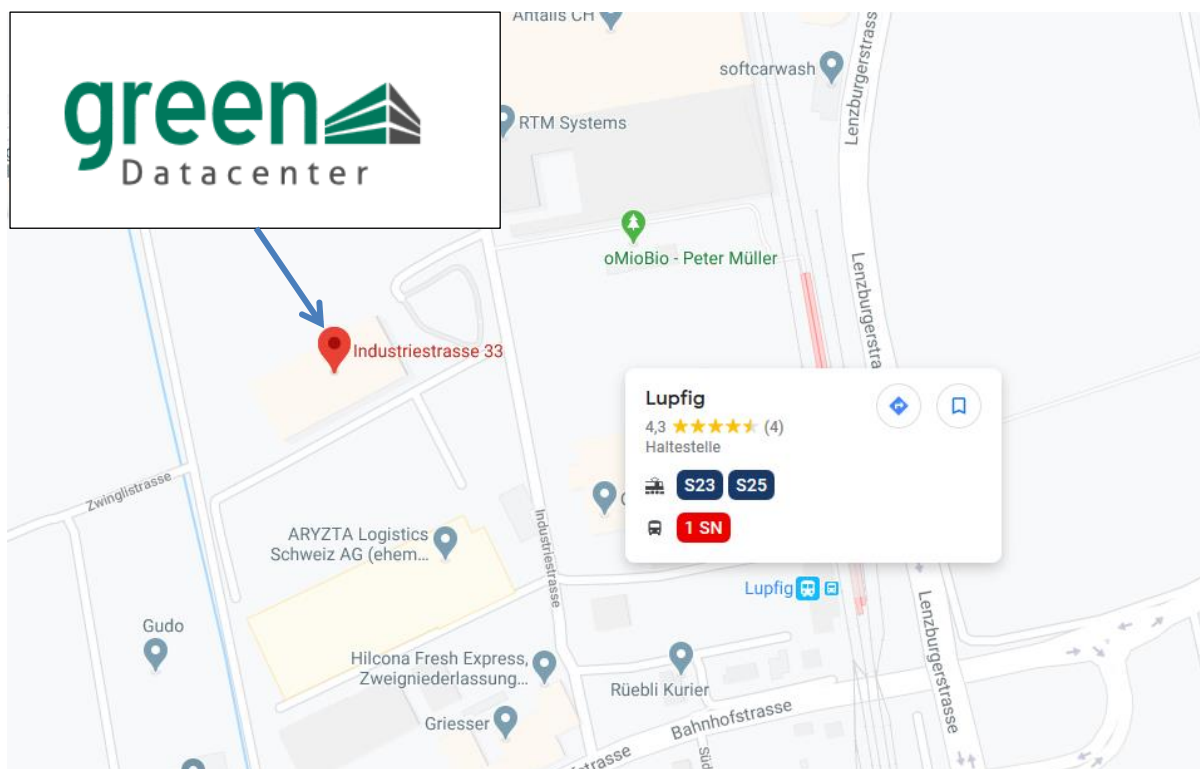 Antalis CH
green
Datacenter
softcarwash
Lenzburgerstrass
RTM Systems
oMioBio - Peter Müller
Lenzburgerstra
Industriestrasse 33
Lupfig
4,3 (4)
Haltestelle
S23 S25
1 SN
Zwinglistrasse
ARYZTA Logistics
Schweiz AG (ehem...
Industriestrasse
Lupfig
Lenzburgerstrasse
Gudo
Hilcona Fresh Express,
Zweigniederlassung...
Rüebli Kurier
Griesser
Bahnhofstrasse
strasse
Süd